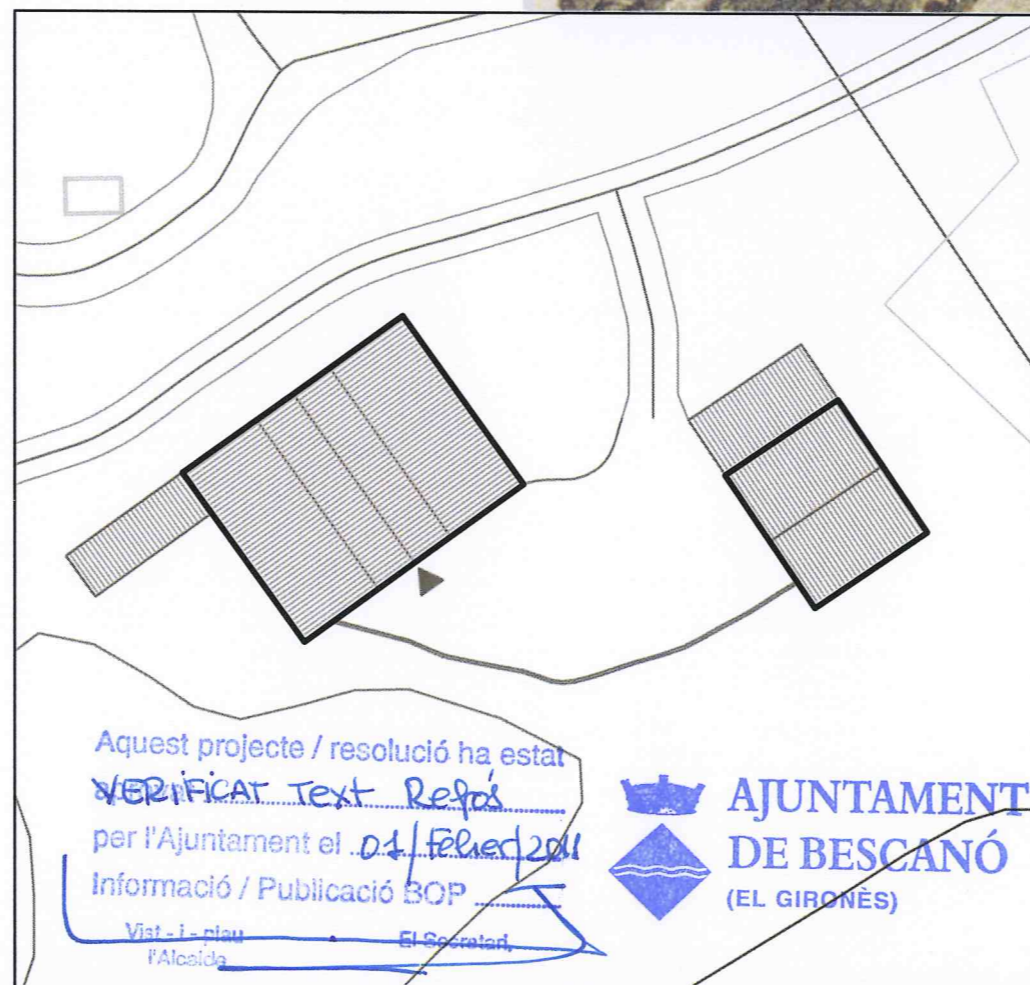 Aquest projecte / resolució ha estat
VERiFiCAT Text Refós
per l'Ajuntament el 01/Febrer/2011
Informació / Publicació BOP
Vist-i-plau El Secretari,
l'Alcalde
AJUNTAMENT
DE BESCANÓ
(EL GIRONÈS)